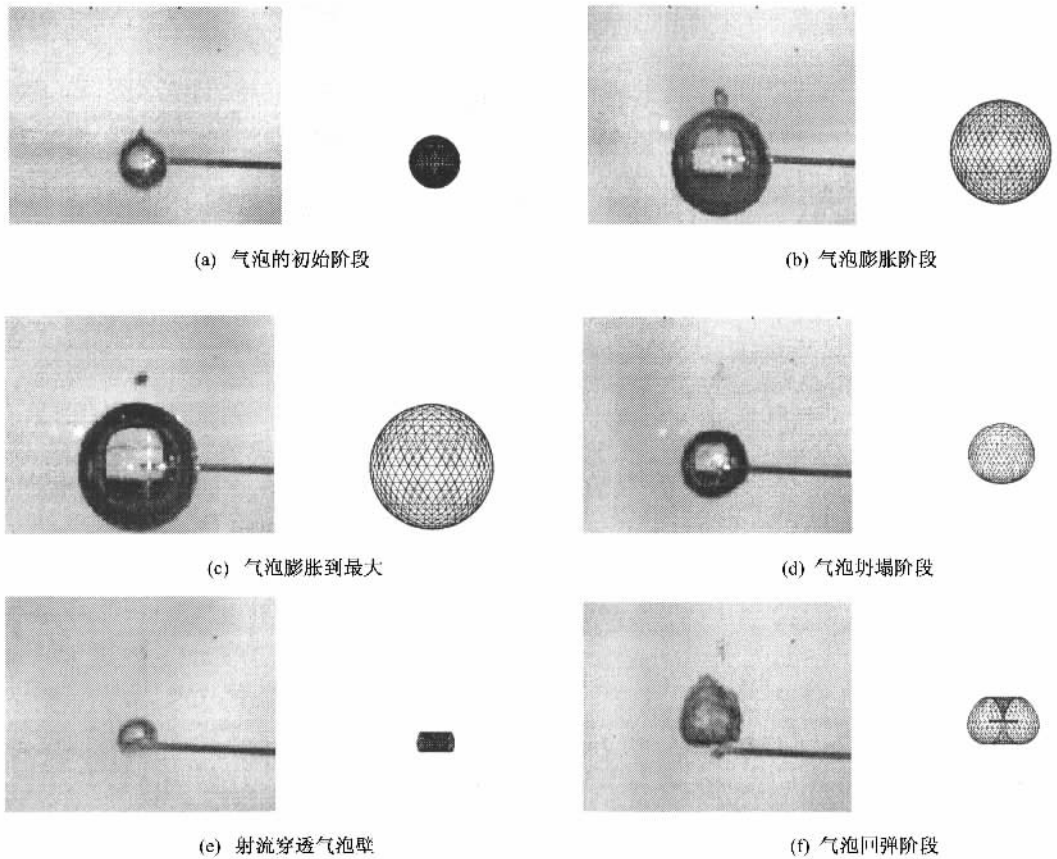 (a) 气泡的初始阶段
(b) 气泡膨胀阶段
(c) 气泡膨胀到最大
(d) 气泡坍塌阶段
(e) 射流穿透气泡壁
(f) 气泡回弹阶段